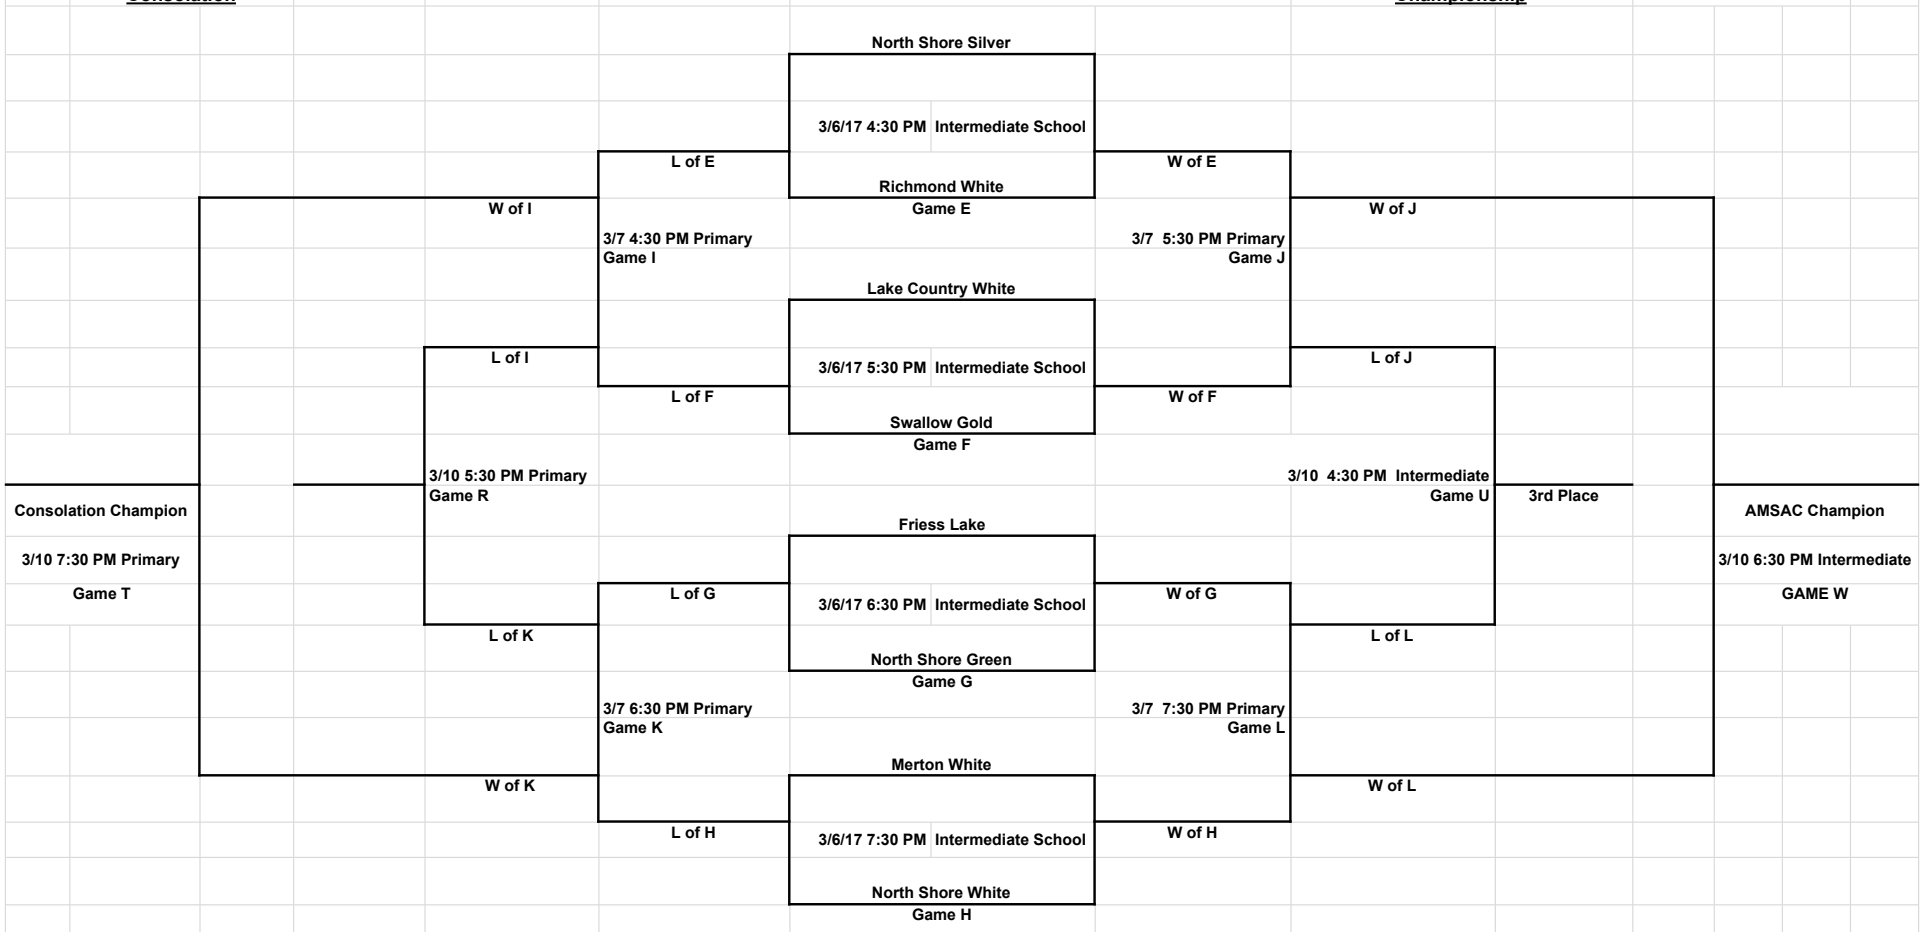 Consolation
Championship
North Shore Silver
3/6/17 4:30 PM Intermediate School
L of E
W of E
Richmond White
W of I
Game E
W of J
3/7 4:30 PM Primary
Game I
3/7 5:30 PM Primary
Game J
Lake Country White
L of I
3/6/17 5:30 PM Intermediate School
L of J
L of F
W of F
Swallow Gold
Game F
3/10 5:30 PM Primary
Game R
3/10 4:30 PM Intermediate
Game U
3rd Place
Consolation Champion
AMSAC Champion
Friess Lake
3/10 7:30 PM Primary
3/10 6:30 PM Intermediate
Game T
L of G
3/6/17 6:30 PM Intermediate School
W of G
GAME W
L of K
L of L
North Shore Green
Game G
3/7 6:30 PM Primary
Game K
3/7 7:30 PM Primary
Game L
Merton White
W of K
W of L
L of H
3/6/17 7:30 PM Intermediate School
W of H
North Shore White
Game H